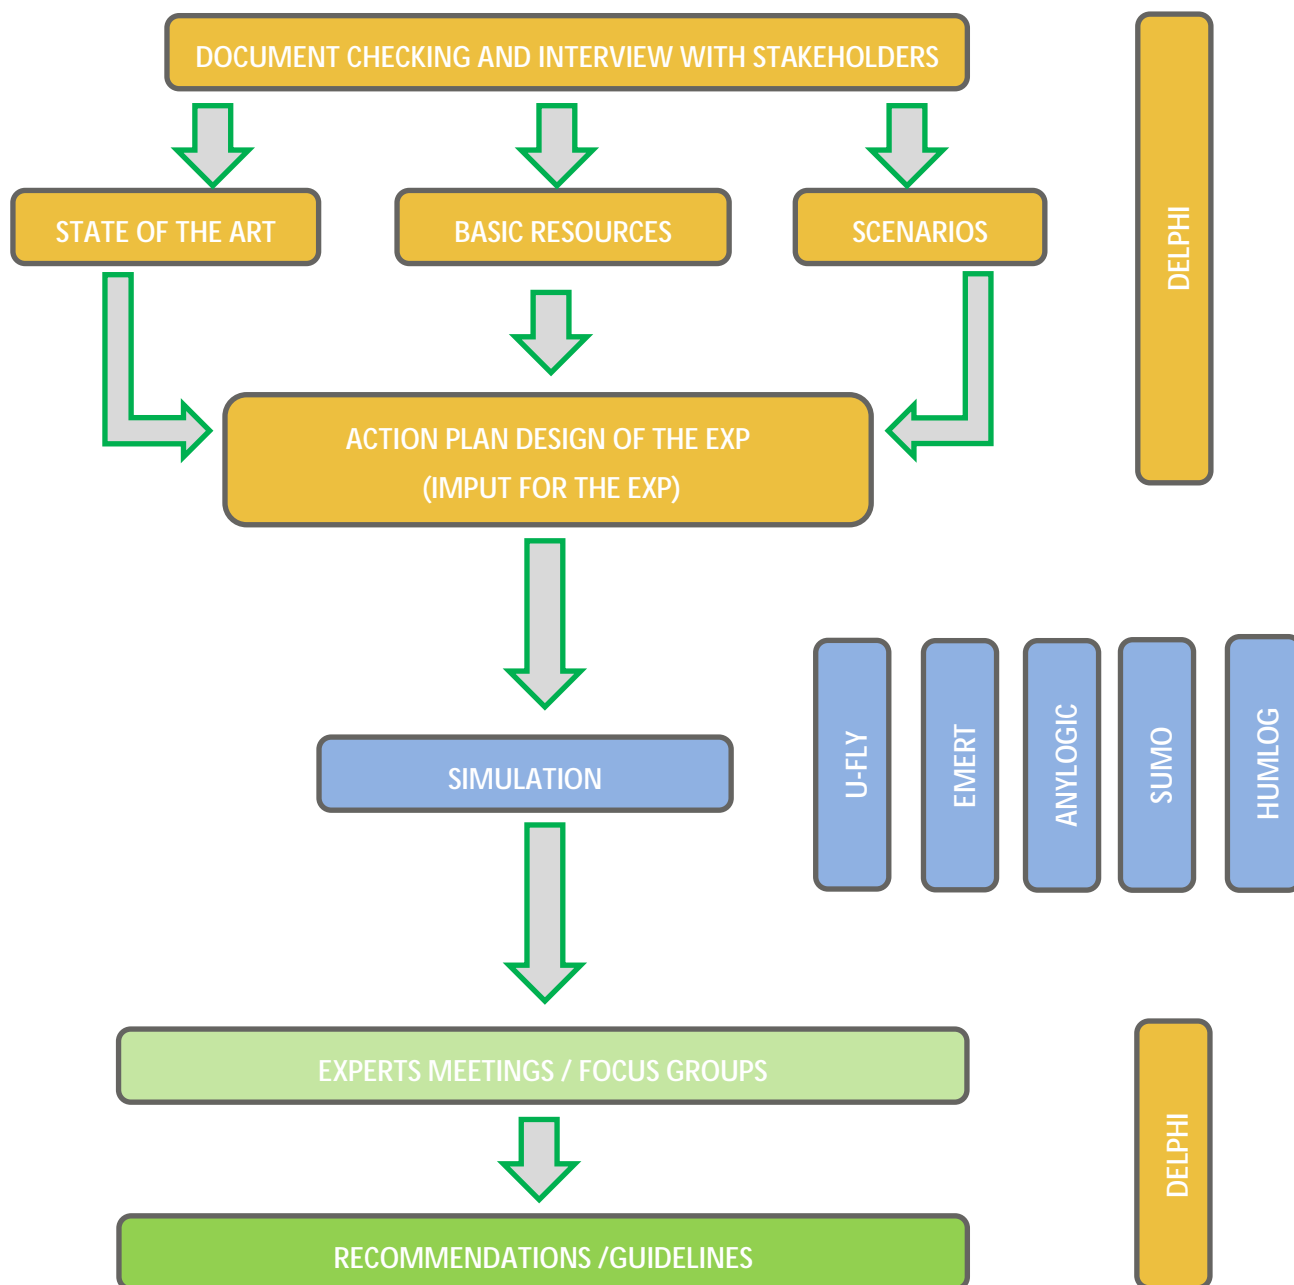 DOCUMENT CHECKING AND INTERVIEW WITH STAKEHOLDERS
STATE OF THE ART
BASIC RESOURCES
SCENARIOS
DELPHI
ACTION PLAN DESIGN OF THE EXP
(IMPUT FOR THE EXP)
SIMULATION
U-FLY
EMERT
ANYLOGIC
SUMO
HUMLOG
EXPERTS MEETINGS / FOCUS GROUPS
DELPHI
RECOMMENDATIONS /GUIDELINES